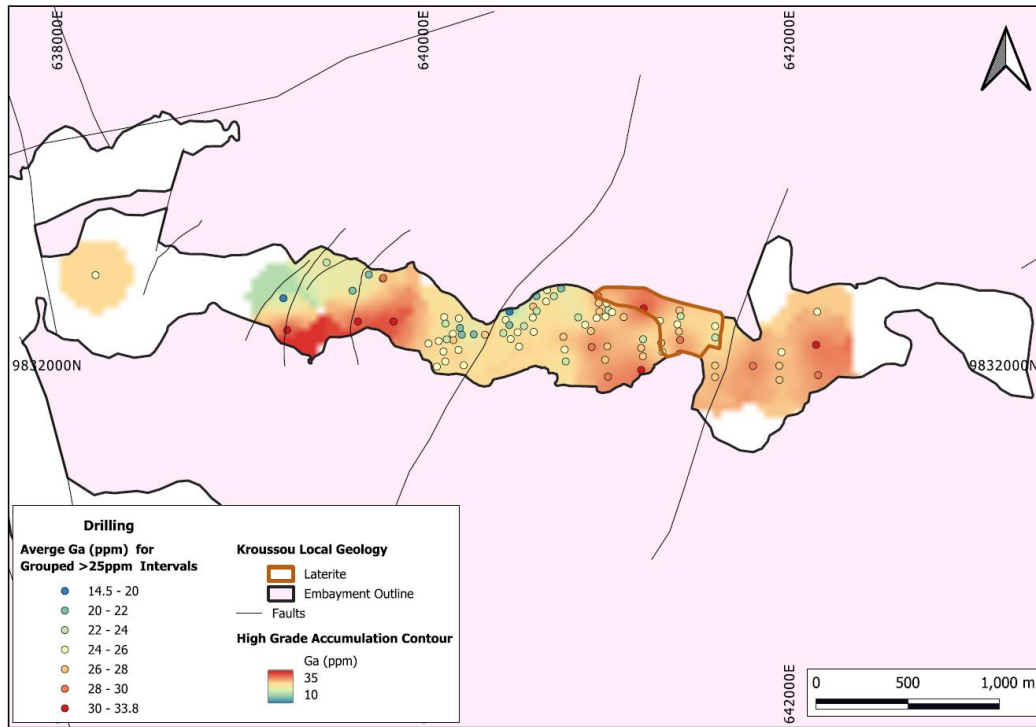 638000E
640000E
642000E
9832000N
9832000N
642000E
Drilling
Averge Ga (ppm) for
Grouped >25ppm Intervals
14.5 - 20
20 - 22
22 - 24
24 - 26
26 - 28
28 - 30
30 - 33.8
Kroussou Local Geology
Laterite
Embayment Outline
Faults
High Grade Accumulation Contour
Ga (ppm)
35
10
0 500 1,000 m